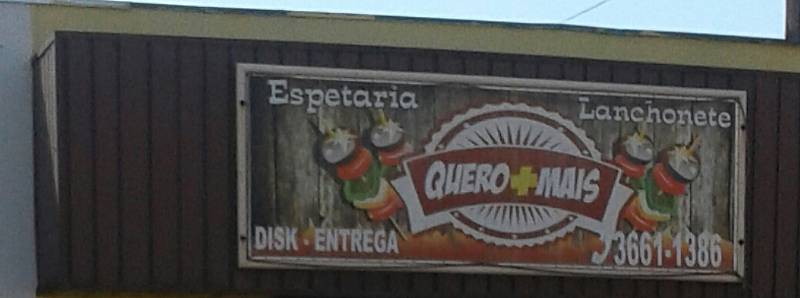 Espetaria
Lanchonete
QUERO+MAIS
DISK - ENTREGA
3661-1386